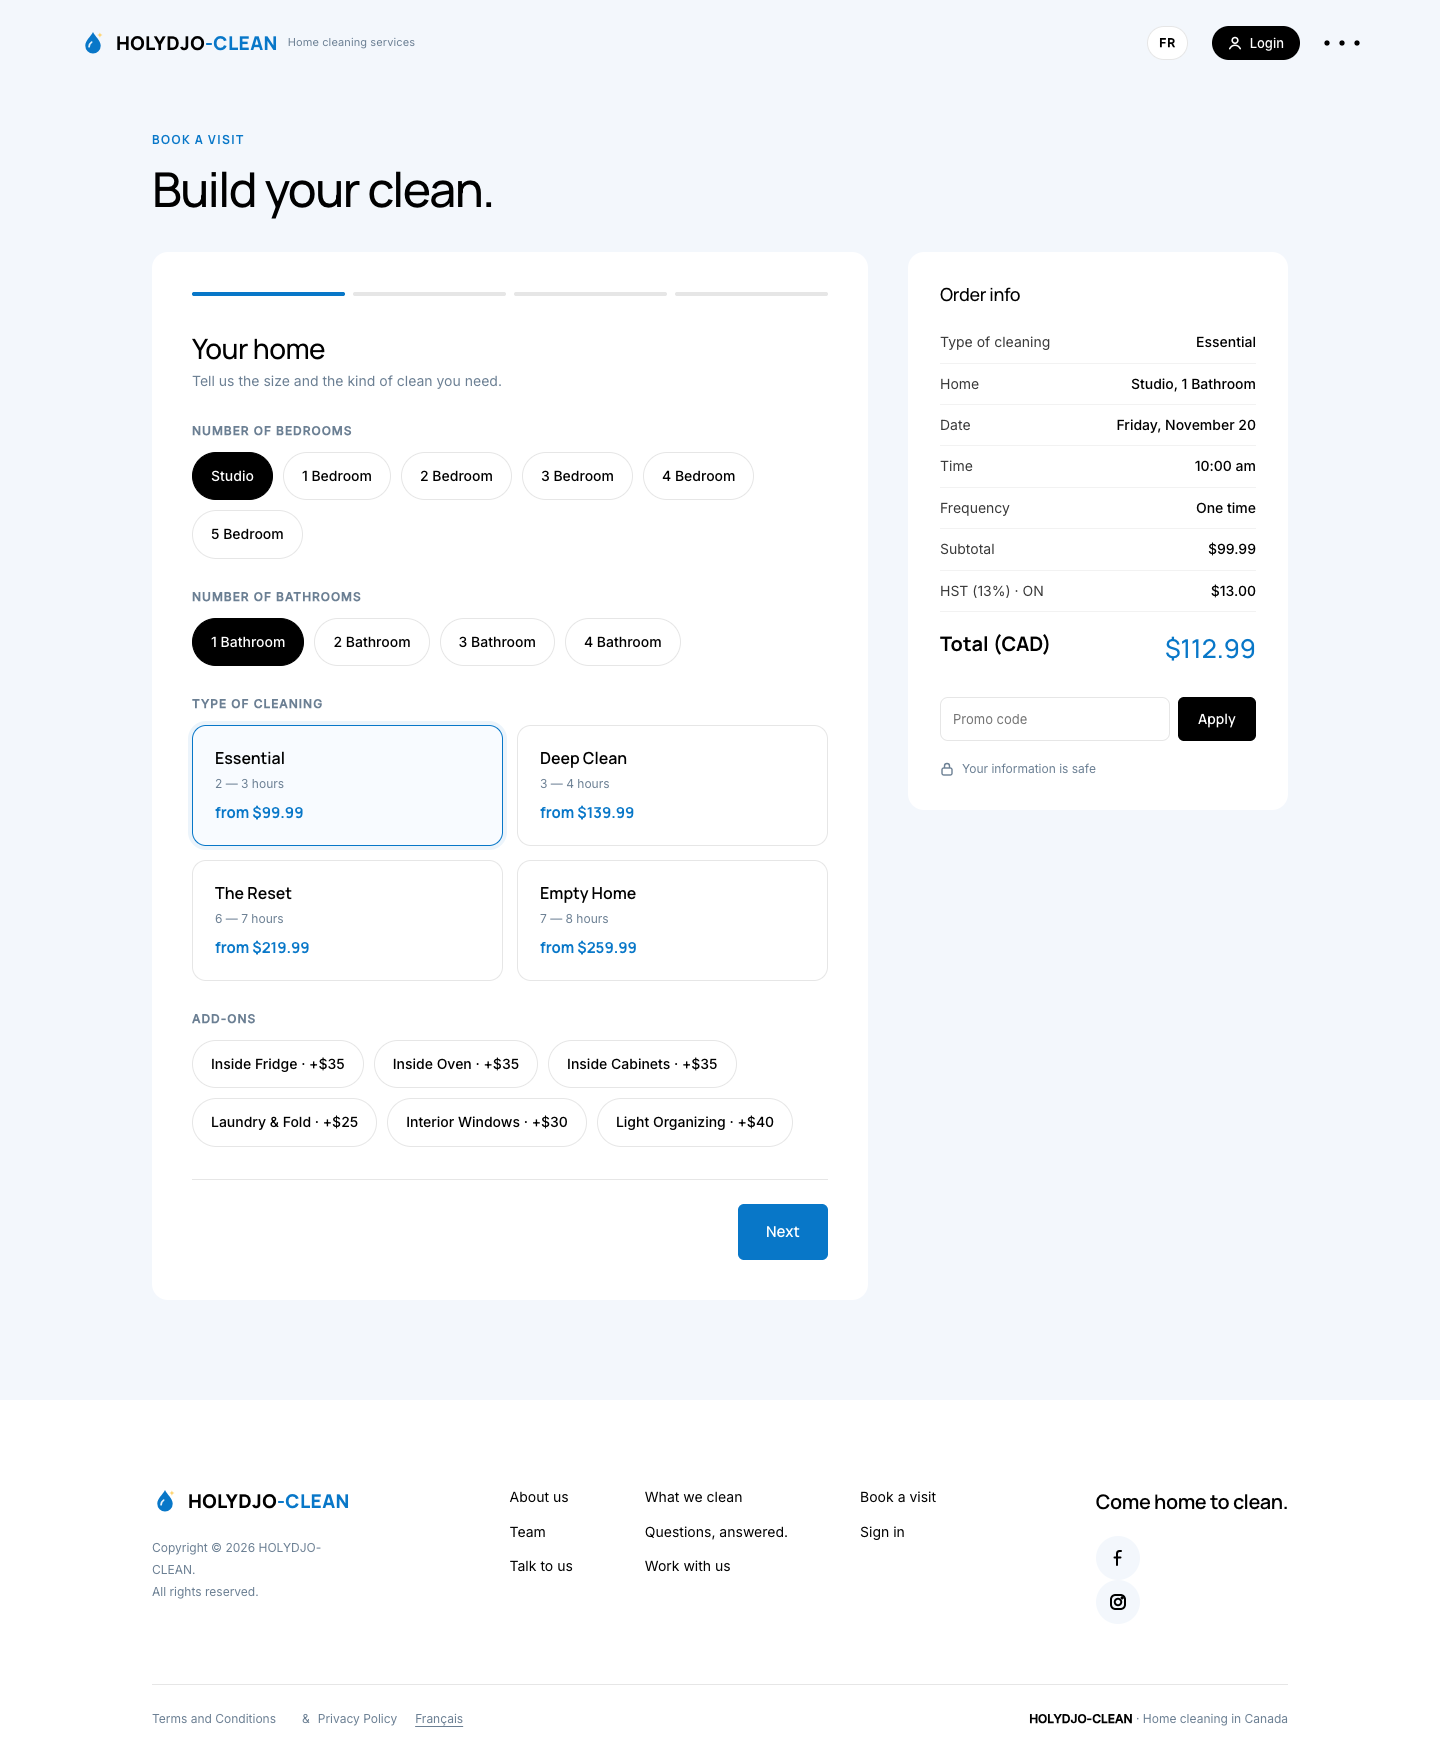 HOLYDJO-CLEAN Home cleaning services
FR
Login
BOOK A VISIT
Build your clean.
Your home
Tell us the size and the kind of clean you need.
NUMBER OF BEDROOMS
Studio
1 Bedroom
2 Bedroom
3 Bedroom
4 Bedroom
5 Bedroom
NUMBER OF BATHROOMS
1 Bathroom
2 Bathroom
3 Bathroom
4 Bathroom
TYPE OF CLEANING
Essential
2 — 3 hours
from $99.99
Deep Clean
3 — 4 hours
from $139.99
The Reset
6 — 7 hours
from $219.99
Empty Home
7 — 8 hours
from $259.99
ADD-ONS
Inside Fridge · +$35
Inside Oven · +$35
Inside Cabinets · +$35
Laundry & Fold · +$25
Interior Windows · +$30
Light Organizing · +$40
Next
Order info
Type of cleaning Essential
Home Studio, 1 Bathroom
Date Friday, November 20
Time 10:00 am
Frequency One time
Subtotal $99.99
HST (13%) · ON $13.00
Total (CAD) $112.99
Promo code
Apply
Your information is safe
HOLYDJO-CLEAN
Copyright © 2026 HOLYDJO-
CLEAN.
All rights reserved.
About us
Team
Talk to us
What we clean
Questions, answered.
Work with us
Book a visit
Sign in
Come home to clean.
Terms and Conditions & Privacy Policy Français
HOLYDJO-CLEAN · Home cleaning in Canada